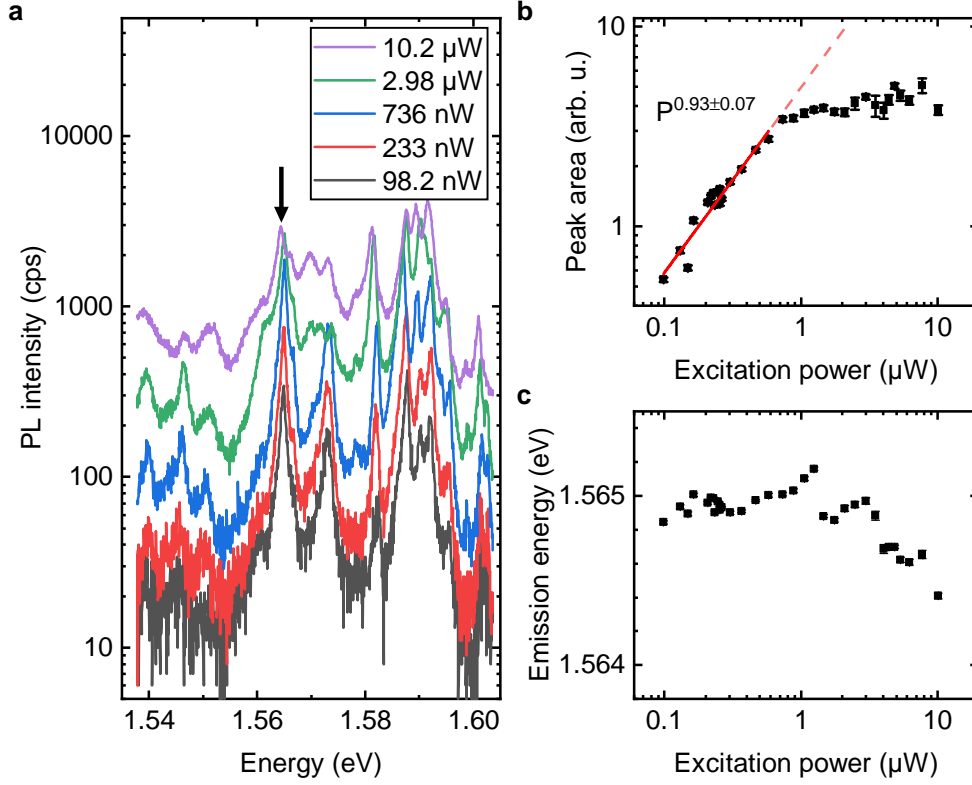 a
10.2 µW
2.98 µW
736 nW
233 nW
98.2 nW
10000
1000
100
10
PL intensity (cps)
1.54
1.56
1.58
1.60
Energy (eV)
b
10
1
Peak area (arb. u.)
P0.93±0.07
0.1
1
10
Excitation power (µW)
c
1.565
1.564
Emission energy (eV)
0.1
1
10
Excitation power (µW)